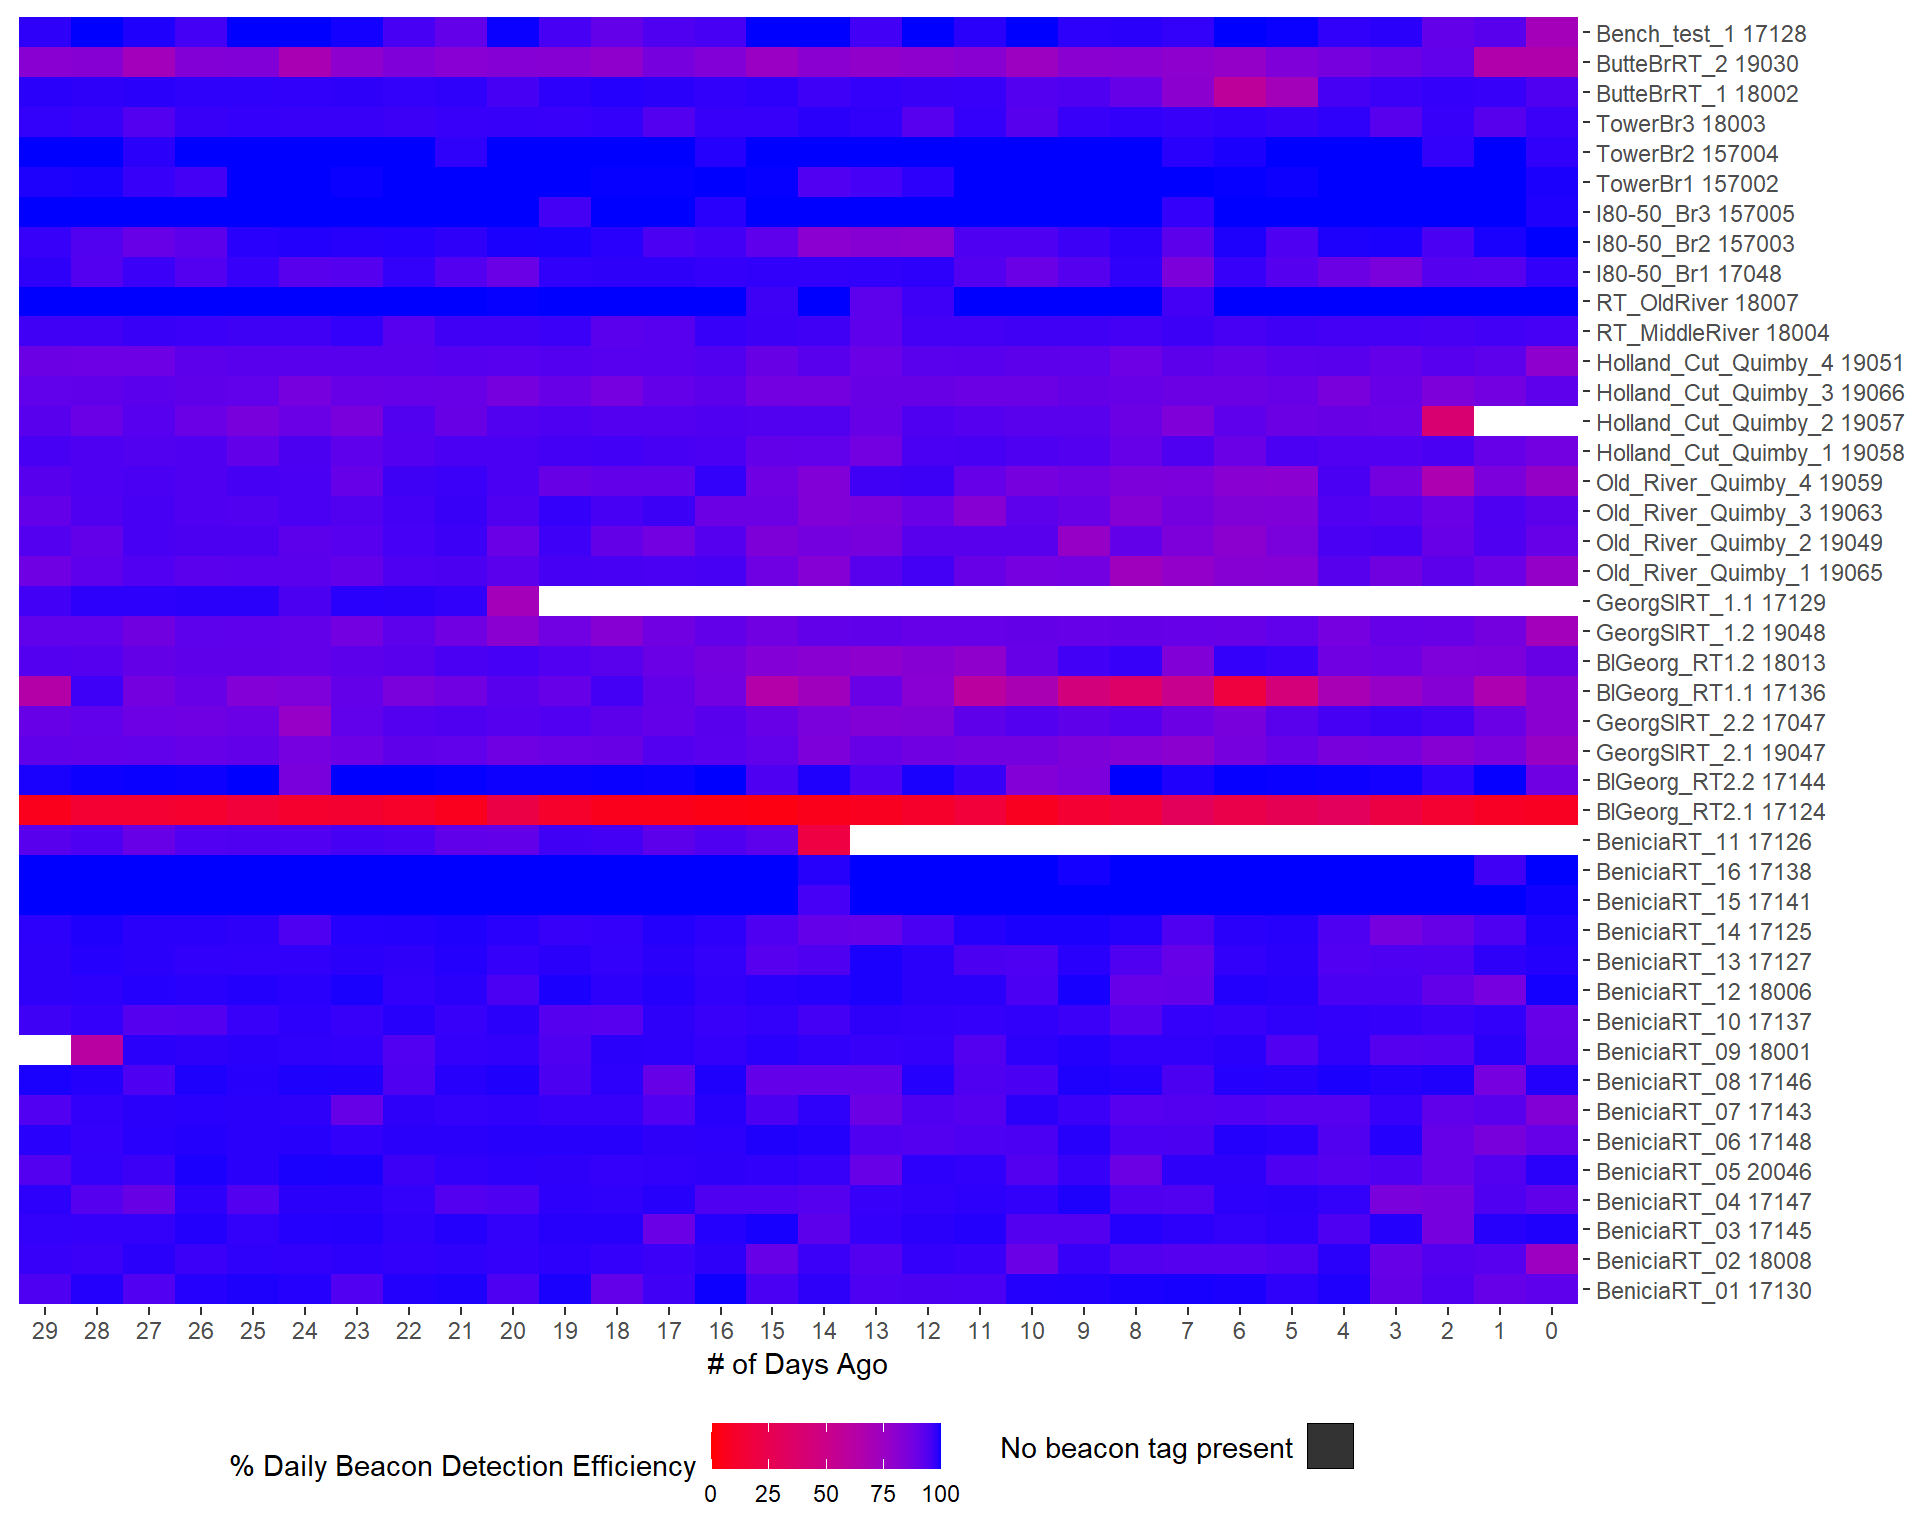 Bench_test_1 17128
ButteBrRT_2 19030
ButteBrRT_1 18002
TowerBr3 18003
TowerBr2 157004
TowerBr1 157002
I80-50_Br3 157005
I80-50_Br2 157003
I80-50_Br1 17048
RT_OldRiver 18007
RT_MiddleRiver 18004
Holland_Cut_Quimby_4 19051
Holland_Cut_Quimby_3 19066
Holland_Cut_Quimby_2 19057
Holland_Cut_Quimby_1 19058
Old_River_Quimby_4 19059
Old_River_Quimby_3 19063
Old_River_Quimby_2 19049
Old_River_Quimby_1 19065
GeorgSlRT_1.1 17129
GeorgSlRT_1.2 19048
BlGeorg_RT1.2 18013
BlGeorg_RT1.1 17136
GeorgSlRT_2.2 17047
GeorgSlRT_2.1 19047
BlGeorg_RT2.2 17144
BlGeorg_RT2.1 17124
BeniciaRT_11 17126
BeniciaRT_16 17138
BeniciaRT_15 17141
BeniciaRT_14 17125
BeniciaRT_13 17127
BeniciaRT_12 18006
BeniciaRT_10 17137
BeniciaRT_09 18001
BeniciaRT_08 17146
BeniciaRT_07 17143
BeniciaRT_06 17148
BeniciaRT_05 20046
BeniciaRT_04 17147
BeniciaRT_03 17145
BeniciaRT_02 18008
BeniciaRT_01 17130
29 28 27 26 25 24 23 22 21 20 19 18 17 16 15 14 13 12 11 10 9 8 7 6 5 4 3 2 1 0
# of Days Ago
% Daily Beacon Detection Efficiency
0 25 50 75 100
No beacon tag present